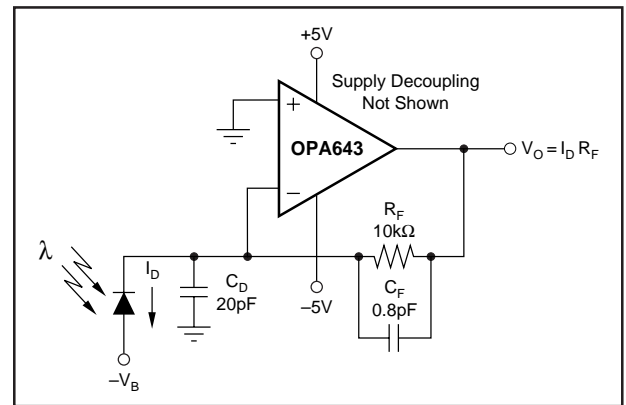 +5V
Supply Decoupling
Not Shown
+
OPA643
V_O = I_D R_F
−
R_F
10kΩ
λ
I_D
C_D
20pF
−5V
C_F
0.8pF
−V_B